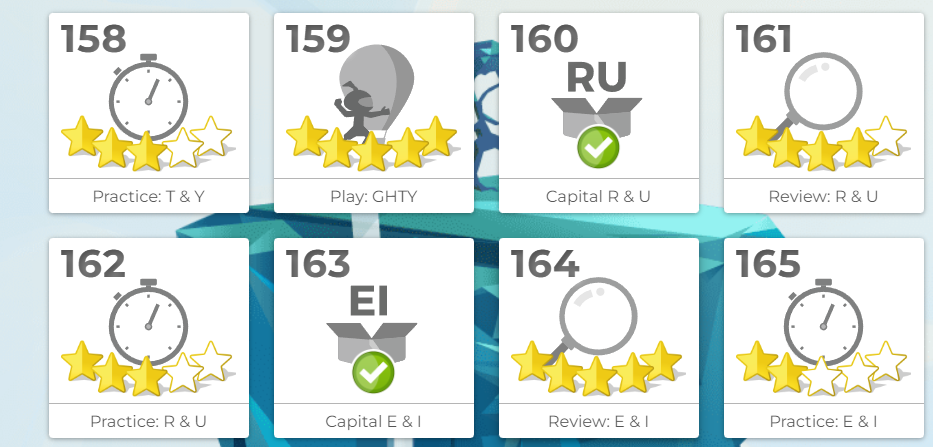 158
Practice: T & Y
159
Play: GHTY
160
RU
Capital R & U
161
Review: R & U
162
Practice: R & U
163
EI
Capital E & I
164
Review: E & I
165
Practice: E & I